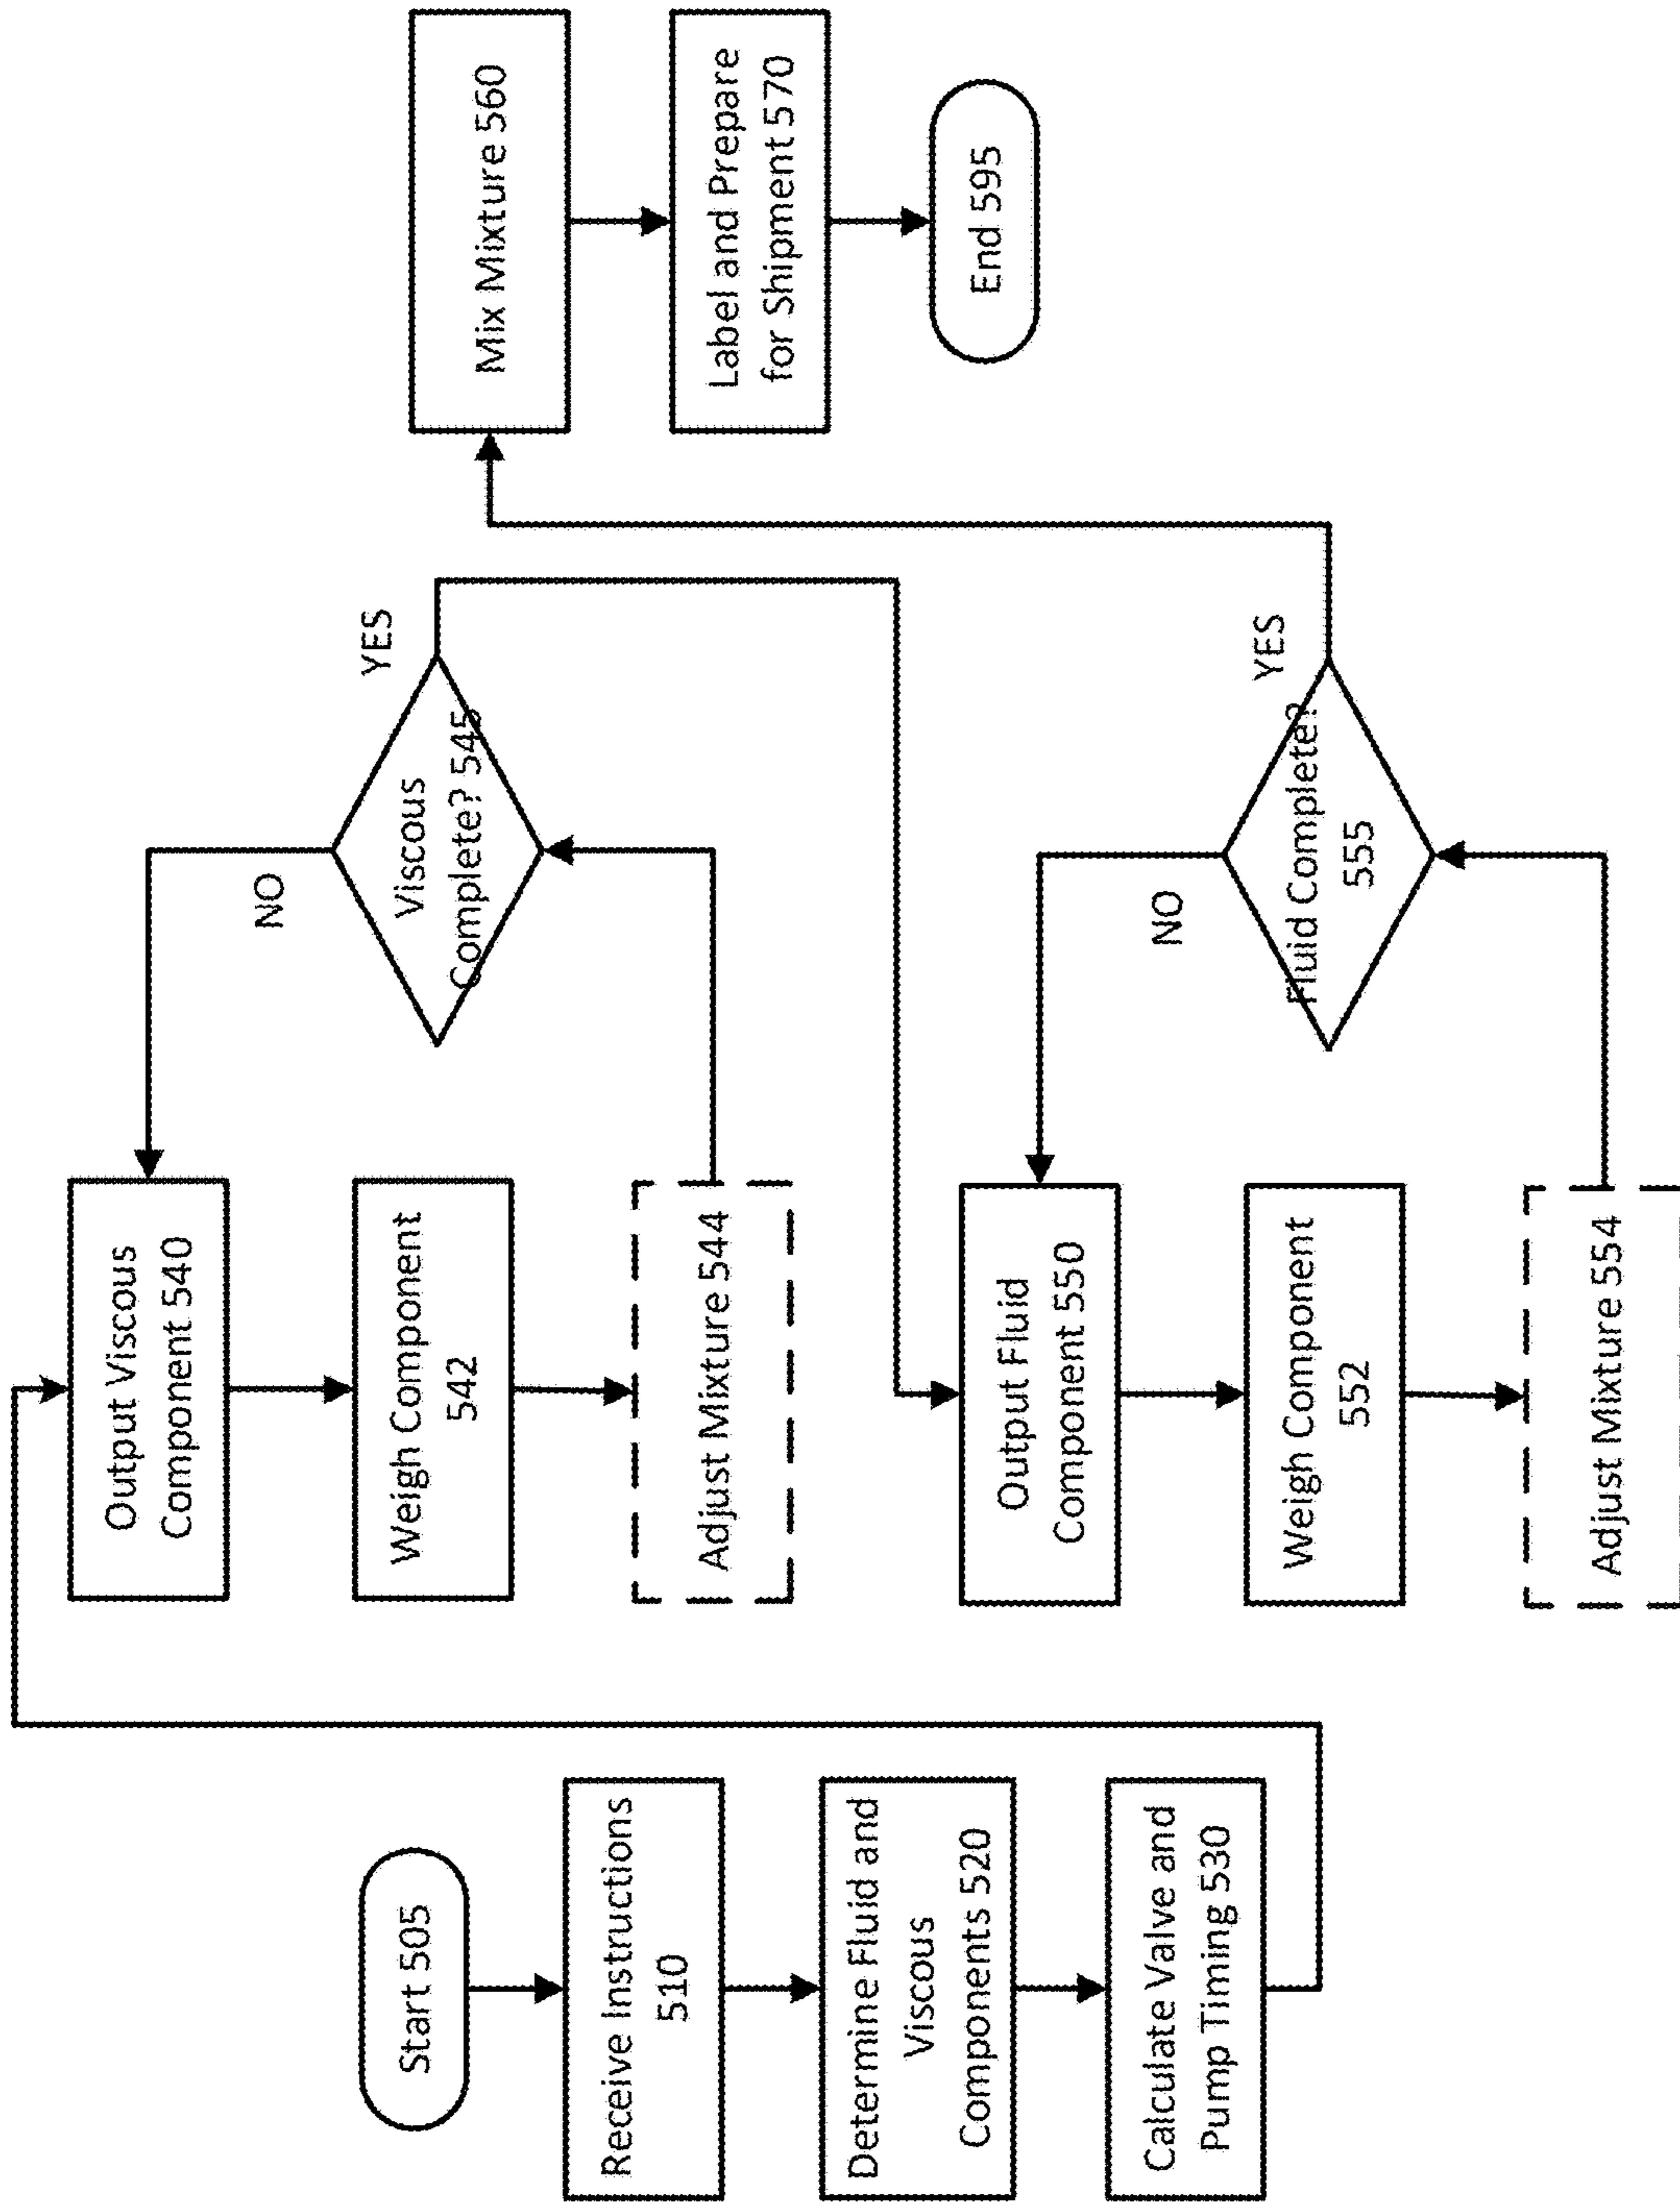 Start 505
Receive Instructions
510
Determine Fluid and
Viscous
Components 520
Calculate Valve and
Pump Timing 530
Output Viscous
Component 540
Weigh Component
542
Adjust Mixture 544
Viscous
Complete? 545
NO
YES
Output Fluid
Component 550
Weigh Component
552
Adjust Mixture 554
Fluid Complete?
555
NO
YES
Mix Mixture 560
Label and Prepare
for Shipment 570
End 595